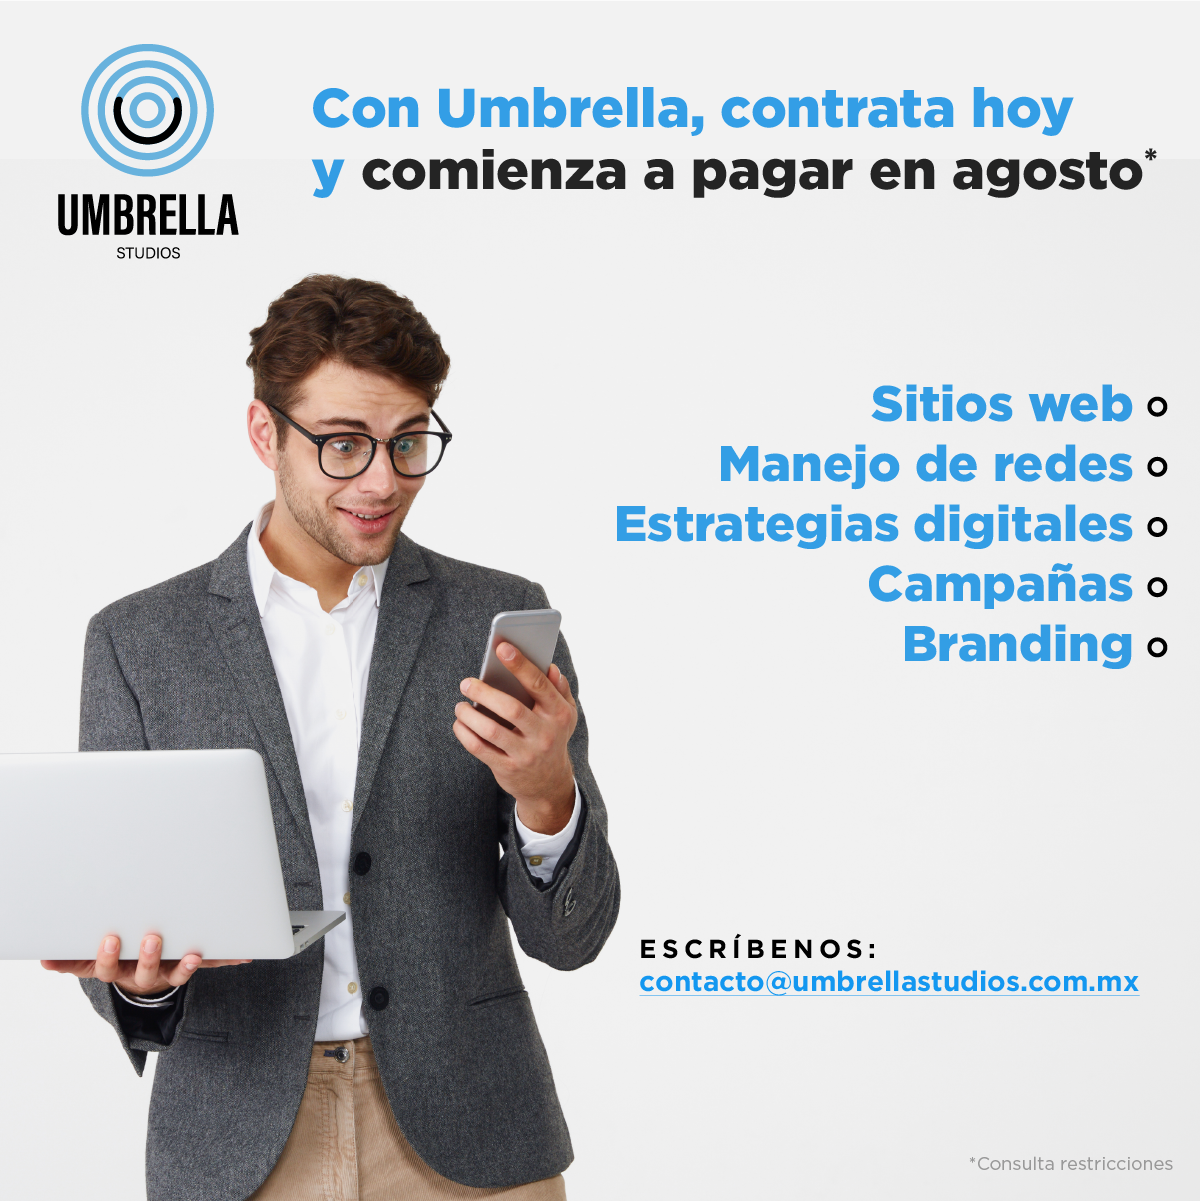 UMBRELLA
STUDIOS
Con Umbrella, contrata hoy
y comienza a pagar en agosto*
Sitios web
Manejo de redes
Estrategias digitales
Campañas
Branding
ESCRÍBENOS:
contacto@umbrellastudios.com.mx
*Consulta restricciones